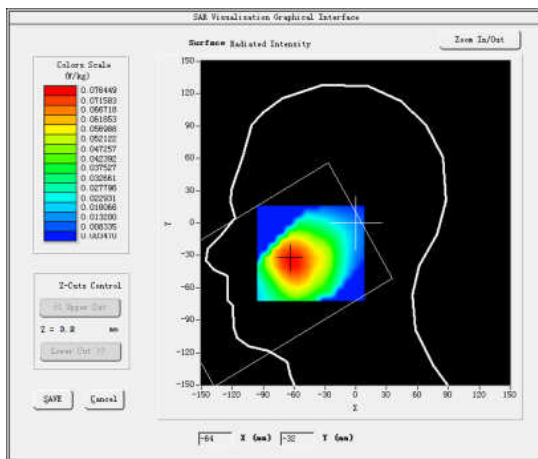 SAR Visualisation Graphical Interface
Surface Radiated Intensity
Zoom In/Out
Colors Scale
(W/kg)
0.076449
0.071583
0.066718
0.061853
0.056988
0.052122
0.047257
0.042392
0.037527
0.032661
0.027796
0.022931
0.018066
0.013200
0.008335
0.003470
150
120
90
60
30
0
-30
-60
-90
-120
-150
Y
-150 -120 -90 -60 -30 0 30 60 90 120 150
X
Z-Cuts Control
Upper Cut
Z = mm
Lower Cut
SAVE
Cancel
-64 X (mm) -32 Y (mm)